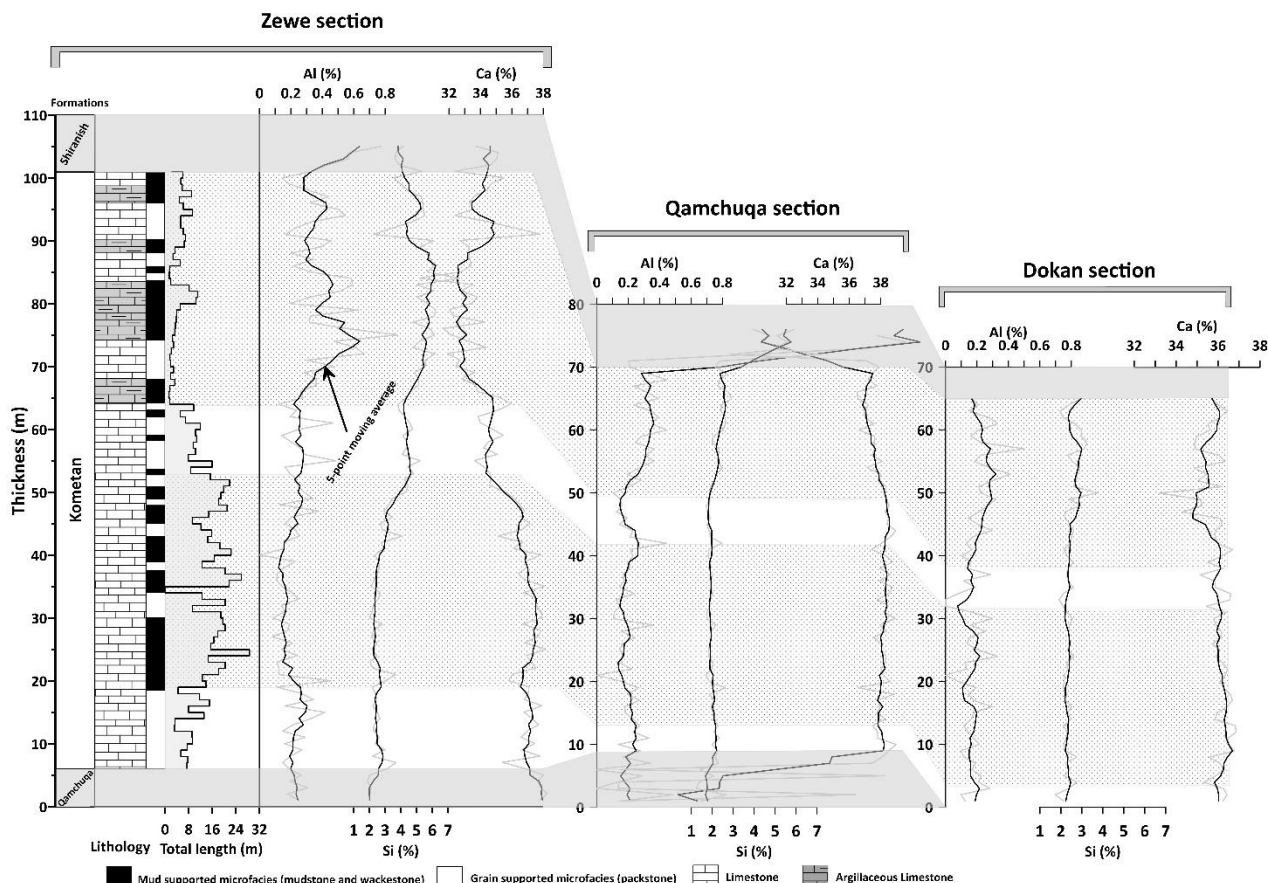 Zewe section
Al (%) Ca (%)
0 0.2 0.4 0.6 32 34 36 38
Formations
110
100
90
80
70
60
50
40
30
20
10
0
Thickness (m)
Shiranish
Kometan
Qamchuqa
5-point moving average
0 8 16 24 32
1 2 3 4 5 6 7
Lithology Total length (m) Si (%)
Qamchuqa section
Al (%) Ca (%)
0 0.2 0.4 0.6 0.8 32 34 36 38
80
70
60
50
40
30
20
10
0
1 2 3 4 5 6 7
Si (%)
Dokan section
Al (%) Ca (%)
0 0.2 0.4 0.8 32 34 36 38
70
60
50
40
30
20
10
0
1 2 3 4 5 6 7
Si (%)
Mud supported microfacies (mudstone and wackestone) Grain supported microfacies (packstone) Limestone Argillaceous Limestone